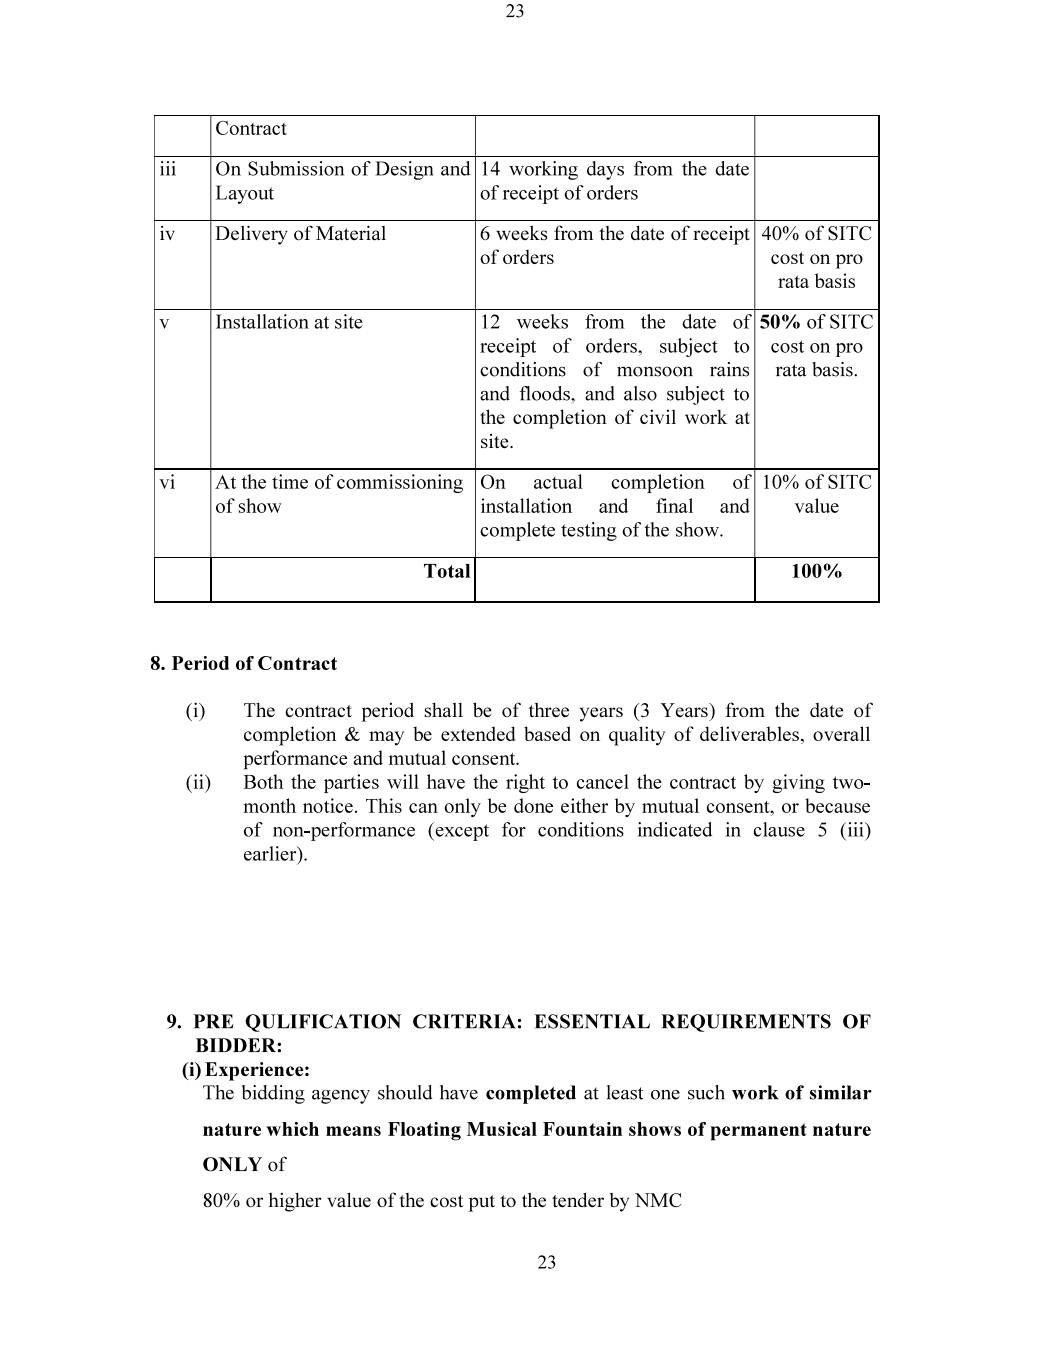 23
Contract
iii On Submission of Design and 14 working days from the date
Layout of receipt of orders
iv Delivery of Material 6 weeks from the date of receipt 40% of SITC
of orders cost on pro
rata basis
v Installation at site 12 weeks from the date of 50% of SITC
receipt of orders, subject to cost on pro
conditions of monsoon rains rata basis.
and floods, and also subject to
the completion of civil work at
site.
vi At the time of commissioning On actual completion of 10% of SITC
of show installation and final and value
complete testing of the show.
Total 100%
8. Period of Contract
(i) The contract period shall be of three years (3 Years) from the date of
completion & may be extended based on quality of deliverables, overall
performance and mutual consent.
(ii) Both the parties will have the right to cancel the contract by giving two-
month notice. This can only be done either by mutual consent, or because
of non-performance (except for conditions indicated in clause 5 (iii)
earlier).
9. PRE QULIFICATION CRITERIA: ESSENTIAL REQUIREMENTS OF
BIDDER:
(i) Experience:
The bidding agency should have completed at least one such work of similar
nature which means Floating Musical Fountain shows of permanent nature
ONLY of
80% or higher value of the cost put to the tender by NMC
23